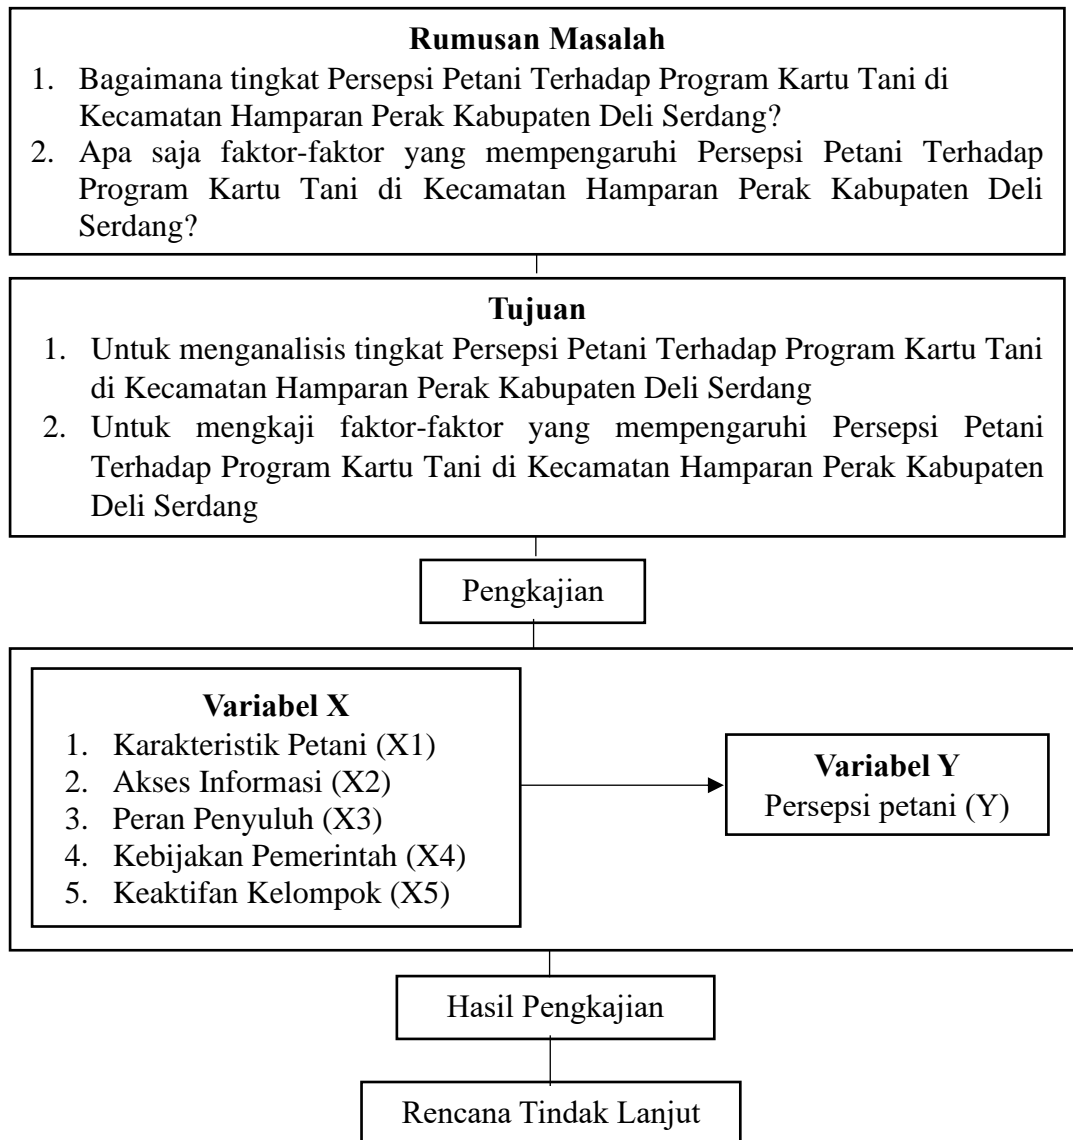 Rumusan Masalah
1. Bagaimana tingkat Persepsi Petani Terhadap Program Kartu Tani di
Kecamatan Hamparan Perak Kabupaten Deli Serdang?
2. Apa saja faktor-faktor yang mempengaruhi Persepsi Petani Terhadap
Program Kartu Tani di Kecamatan Hamparan Perak Kabupaten Deli
Serdang?
Tujuan
1. Untuk menganalisis tingkat Persepsi Petani Terhadap Program Kartu Tani
di Kecamatan Hamparan Perak Kabupaten Deli Serdang
2. Untuk mengkaji faktor-faktor yang mempengaruhi Persepsi Petani
Terhadap Program Kartu Tani di Kecamatan Hamparan Perak Kabupaten
Deli Serdang
Pengkajian
Variabel X
1. Karakteristik Petani (X1)
2. Akses Informasi (X2)
3. Peran Penyuluh (X3)
4. Kebijakan Pemerintah (X4)
5. Keaktifan Kelompok (X5)
Variabel Y
Persepsi petani (Y)
Hasil Pengkajian
Rencana Tindak Lanjut